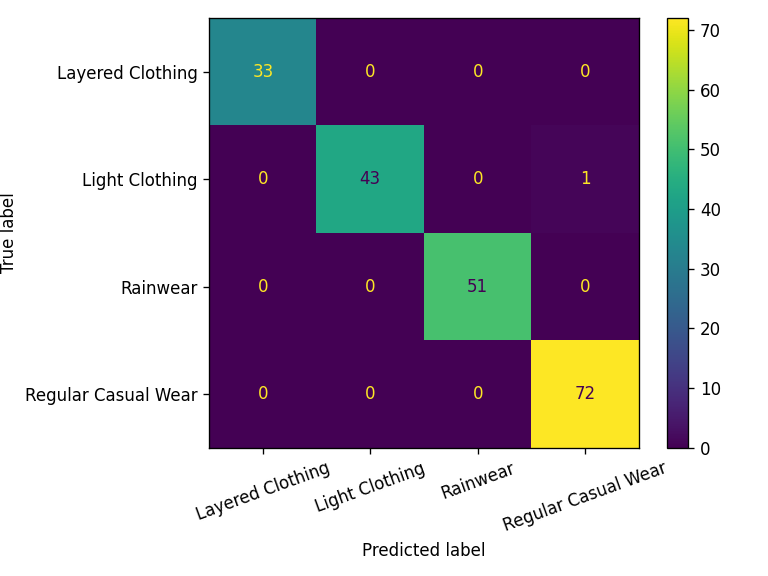 Layered Clothing 33 0 0 0
Light Clothing 0 43 0 1
Rainwear 0 0 51 0
Regular Casual Wear 0 0 0 72
True label
Layered Clothing Light Clothing Rainwear Regular Casual Wear
Predicted label
70
60
50
40
30
20
10
0